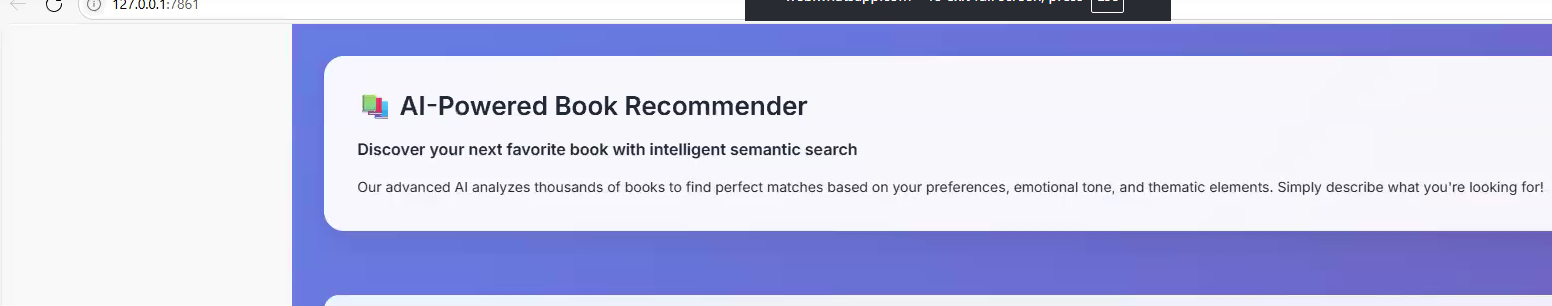 127.0.0.1:7861
to exit full screen, press
AI-Powered Book Recommender
Discover your next favorite book with intelligent semantic search
Our advanced AI analyzes thousands of books to find perfect matches based on your preferences, emotional tone, and thematic elements. Simply describe what you're looking for!